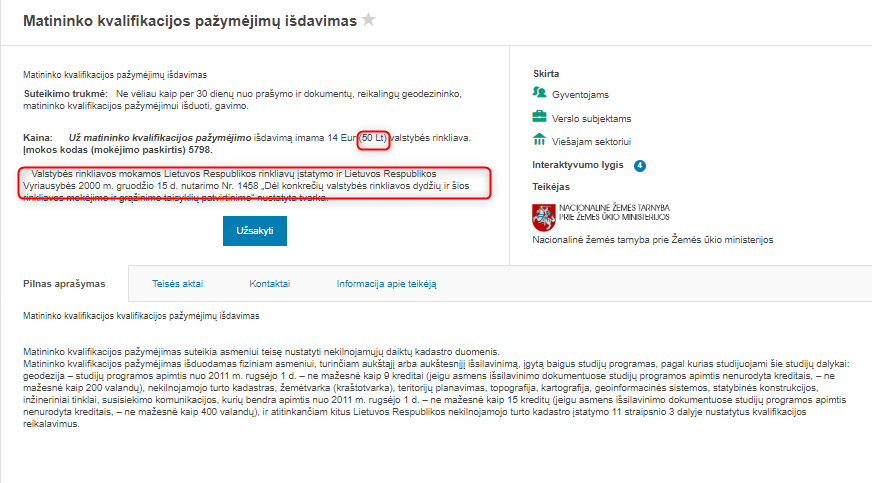 Matininko kvalifikacijos pažymėjimų išdavimas
Matininko kvalifikacijos pažymėjimų išdavimas
Suteikimo trukmė: Ne vėliau kaip per 30 dienų nuo prašymo ir dokumentų, reikalingų geodezininko,
matininko kvalifikacijos pažymėjimui išduoti, gavimo.
Kaina: Už matininko kvalifikacijos pažymėjimo išdavimą imama 14 Eur (50 Lt) valstybės rinkliava.
Įmokos kodas (mokėjimo paskirtis) 5798.
Valstybės rinkliavos mokamos Lietuvos Respublikos rinkliavų įstatymo ir Lietuvos Respublikos
Vyriausybės 2000 m. gruodžio 15 d. nutarimo Nr. 1458 „Dėl konkrečių valstybės rinkliavos dydžių ir šios
rinkliavos mokėjimo ir grąžinimo taisyklių patvirtinimo“ nustatyta tvarka.
Užsakyti
Skirta
Gyventojams
Verslo subjektams
Viešajam sektoriui
Interaktyvumo lygis 4
Teikėjas
NACIONALINĖ ŽEMĖS TARNYBA
PRIE ŽEMĖS ŪKIO MINISTERIJOS
Nacionalinė žemės tarnyba prie Žemės ūkio ministerijos
Pilnas aprašymas Teisės aktai Kontaktai Informacija apie teikėją
Matininko kvalifikacijos kvalifikacijos pažymėjimų išdavimas
Matininko kvalifikacijos pažymėjimas suteikia asmeniui teisę nustatyti nekilnojamųjų daiktų kadastro duomenis.
Matininko kvalifikacijos pažymėjimas išduodamas fiziniam asmeniui, turinčiam aukštąjį arba aukštesnįjį išsilavinimą, įgytą baigus studijų programas, pagal kurias studijuojami šie studijų dalykai:
geodezija – studijų programos apimtis nuo 2011 m. rugsėjo 1 d. – ne mažesnė kaip 9 kreditai (jeigu asmens išsilavinimo dokumentuose studijų programos apimtis nenurodyta kreditais, – ne
mažesnė kaip 200 valandų), nekilnojamojo turto kadastras, žemėtvarka (kraštotvarka), teritorijų planavimas, topografija, kartografija, geoinformacinės sistemos, statybinės konstrukcijos,
inžineriniai tinklai, susisiekimo komunikacijos, kurių bendra apimtis nuo 2011 m. rugsėjo 1 d. – ne mažesnė kaip 15 kreditų (jeigu asmens išsilavinimo dokumentuose studijų programos apimtis
nenurodyta kreditais, – ne mažesnė kaip 400 valandų), ir atitinkančiam kitus Lietuvos Respublikos nekilnojamojo turto kadastro įstatymo 11 straipsnio 3 dalyje nustatytus kvalifikacijos
reikalavimus.